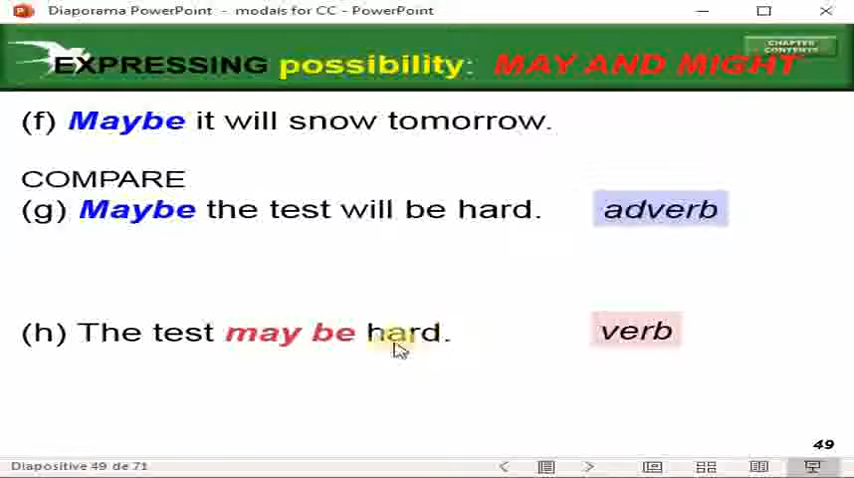 Diaporama PowerPoint - modals for CC - PowerPoint
CHAPTER
CONTENTS
EXPRESSING possibility: MAY AND MIGHT
(f) Maybe it will snow tomorrow.
COMPARE
(g) Maybe the test will be hard. adverb
(h) The test may be hard. verb
49
Diapositive 49 de 71